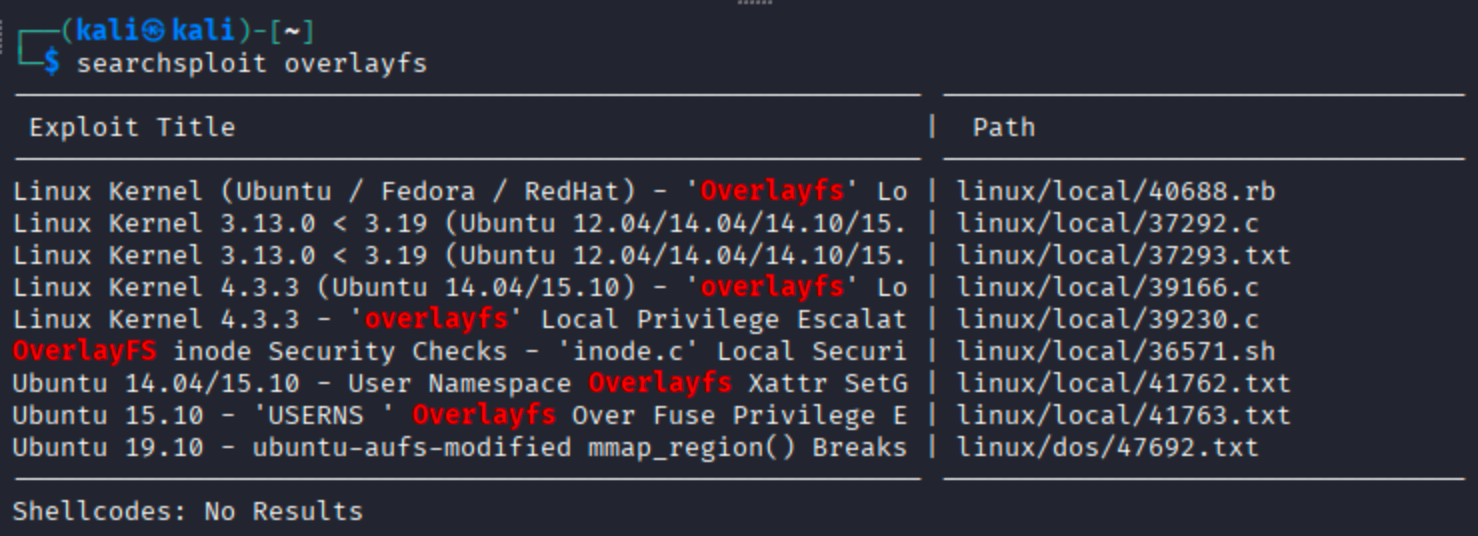 (kali㉿kali)-[~]
$ searchsploit overlayfs
Exploit Title | Path
Linux Kernel (Ubuntu / Fedora / RedHat) - 'Overlayfs' Lo | linux/local/40688.rb
Linux Kernel 3.13.0 < 3.19 (Ubuntu 12.04/14.04/14.10/15. | linux/local/37292.c
Linux Kernel 3.13.0 < 3.19 (Ubuntu 12.04/14.04/14.10/15. | linux/local/37293.txt
Linux Kernel 4.3.3 (Ubuntu 14.04/15.10) - 'overlayfs' Lo | linux/local/39166.c
Linux Kernel 4.3.3 - 'overlayfs' Local Privilege Escalat | linux/local/39230.c
OverlayFS inode Security Checks - 'inode.c' Local Securi | linux/local/36571.sh
Ubuntu 14.04/15.10 - User Namespace Overlayfs Xattr SetG | linux/local/41762.txt
Ubuntu 15.10 - 'USERNS ' Overlayfs Over Fuse Privilege E | linux/local/41763.txt
Ubuntu 19.10 - ubuntu-aufs-modified mmap_region() Breaks | linux/dos/47692.txt
Shellcodes: No Results